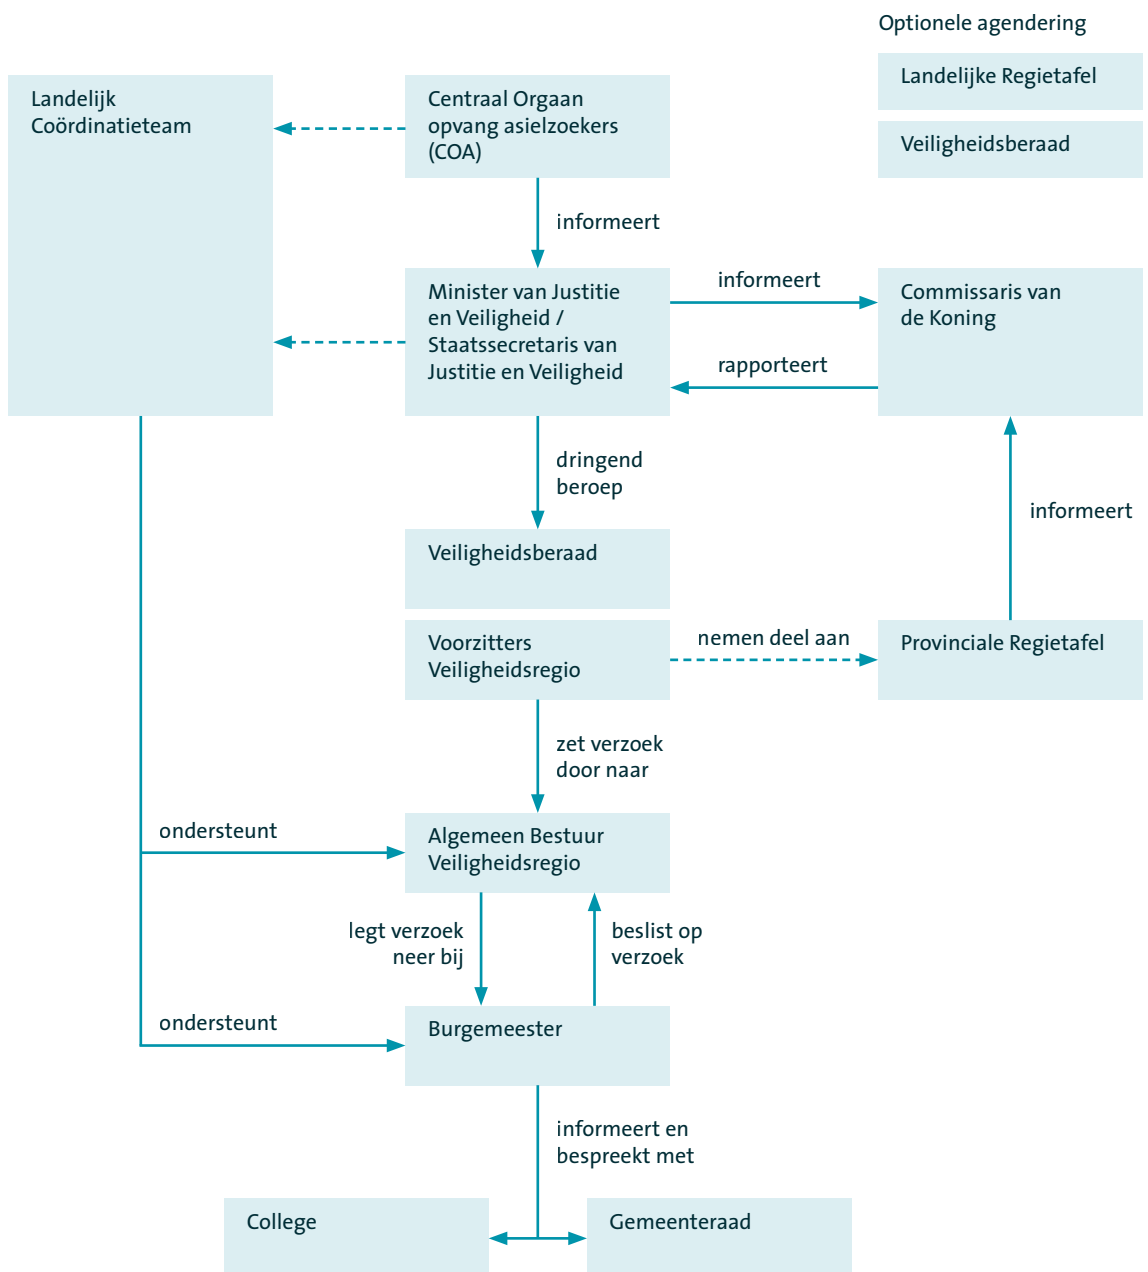 Optionele agendering
Landelijke Regietafel
Veiligheidsberaad
Landelijk
Coördinatieteam
Centraal Orgaan
opvang asielzoekers
(COA)
informeert
Minister van Justitie
en Veiligheid /
Staatssecretaris van
Justitie en Veiligheid
informeert
rapporteert
Commissaris van
de Koning
dringend
beroep
informeert
Veiligheidsberaad
Voorzitters
Veiligheidsregio
nemen deel aan
Provinciale Regietafel
zet verzoek
door naar
ondersteunt
Algemeen Bestuur
Veiligheidsregio
legt verzoek
neer bij
beslist op
verzoek
ondersteunt
Burgemeester
informeert en
bespreekt met
College
Gemeenteraad